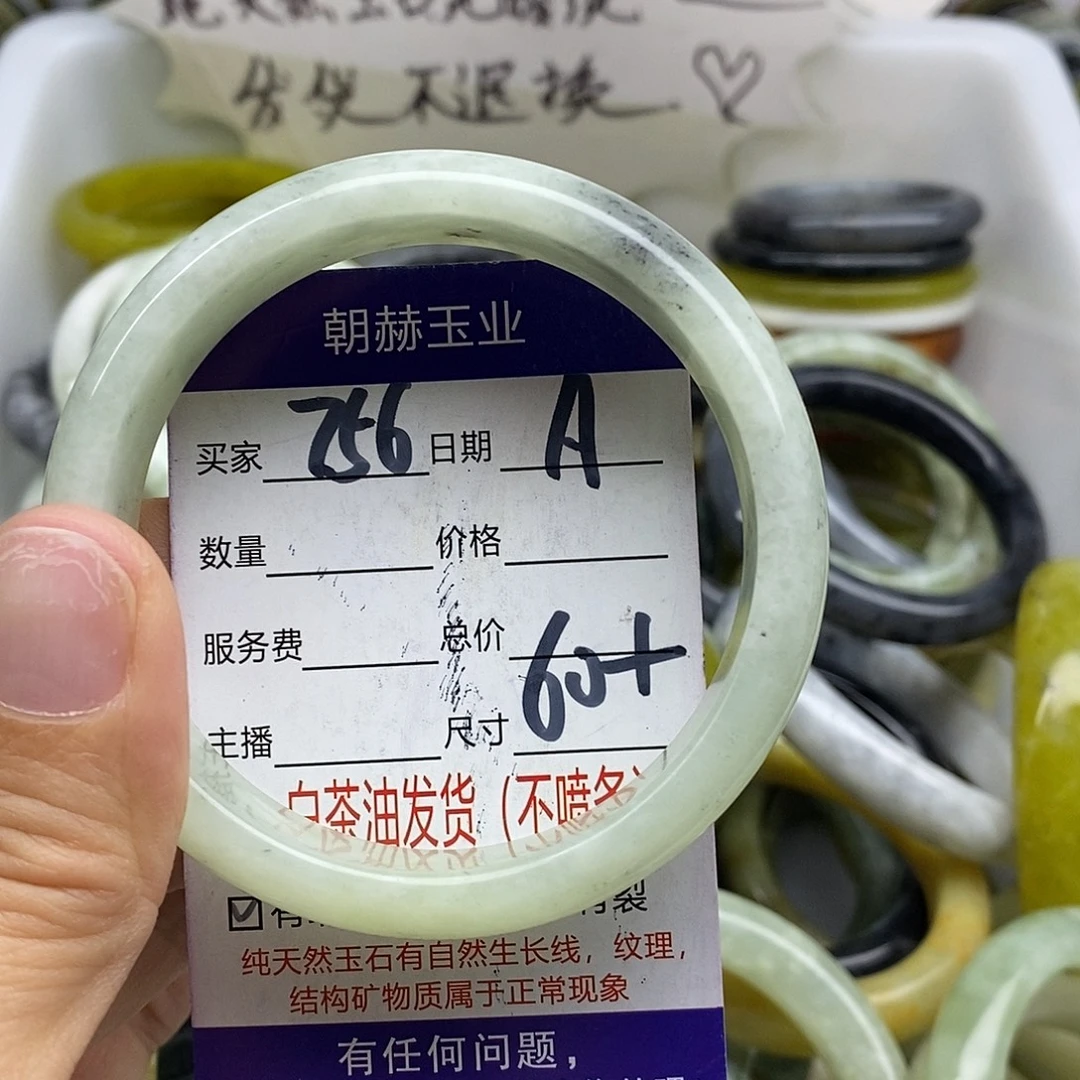 售出不退换
朝赫玉业
买家 756 日期 A
数量 价格
服务费 总价
主播 尺寸 60+
白茶油发货(不喷
纯天然玉石有自然生长线，纹理，
结构矿物质属于正常现象
有任何问题，